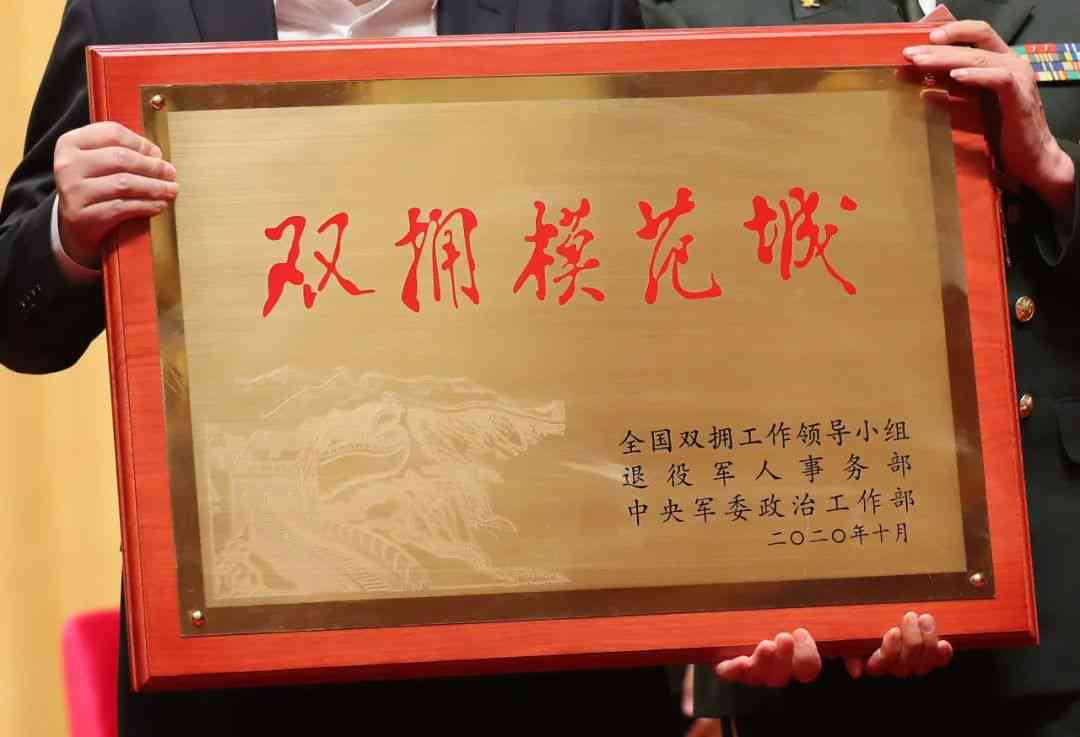 双拥模范城
全国双拥工作领导小组
退役军人事务部
中央军委政治工作部
二〇二〇年十月